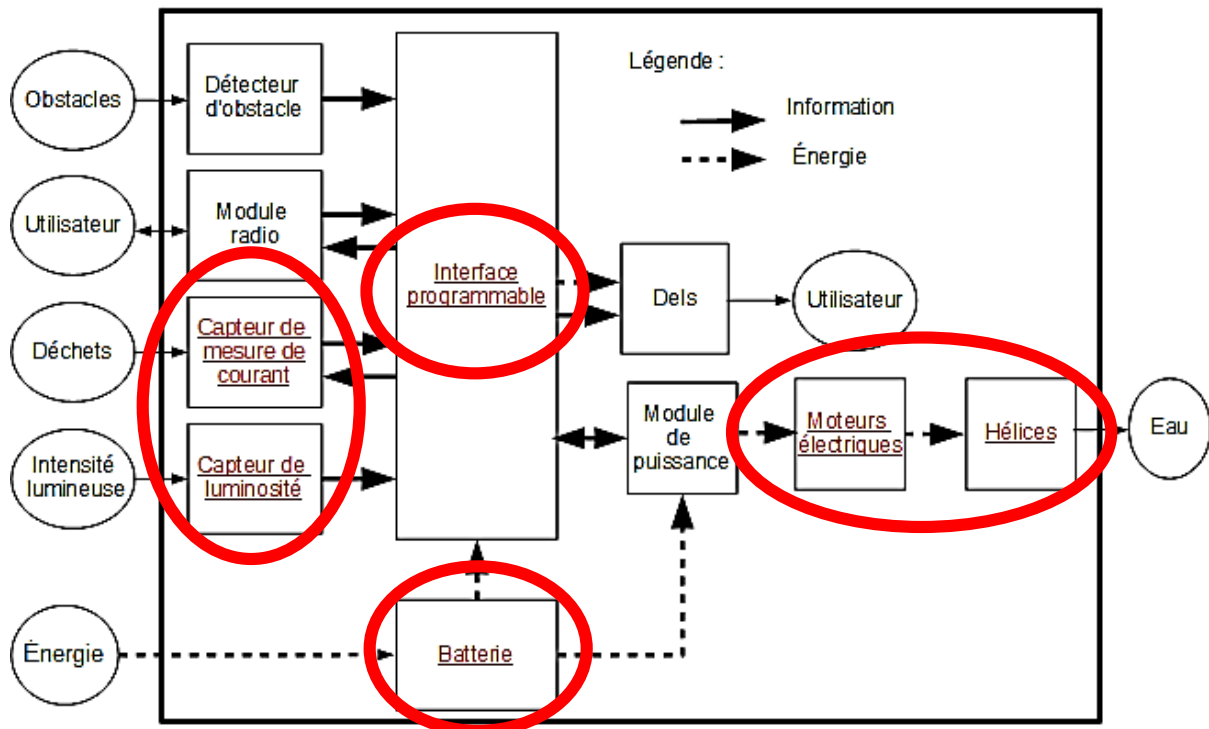 Légende :
Information
Énergie
Obstacles
Détecteur
d'obstacle
Utilisateur
Module
radio
Interface
programmable
Dels
Utilisateur
Déchets
Capteur de
mesure de
courant
Intensité
lumineuse
Capteur de
luminosité
Module
de
puissance
Moteurs
électriques
Hélices
Eau
Énergie
Batterie